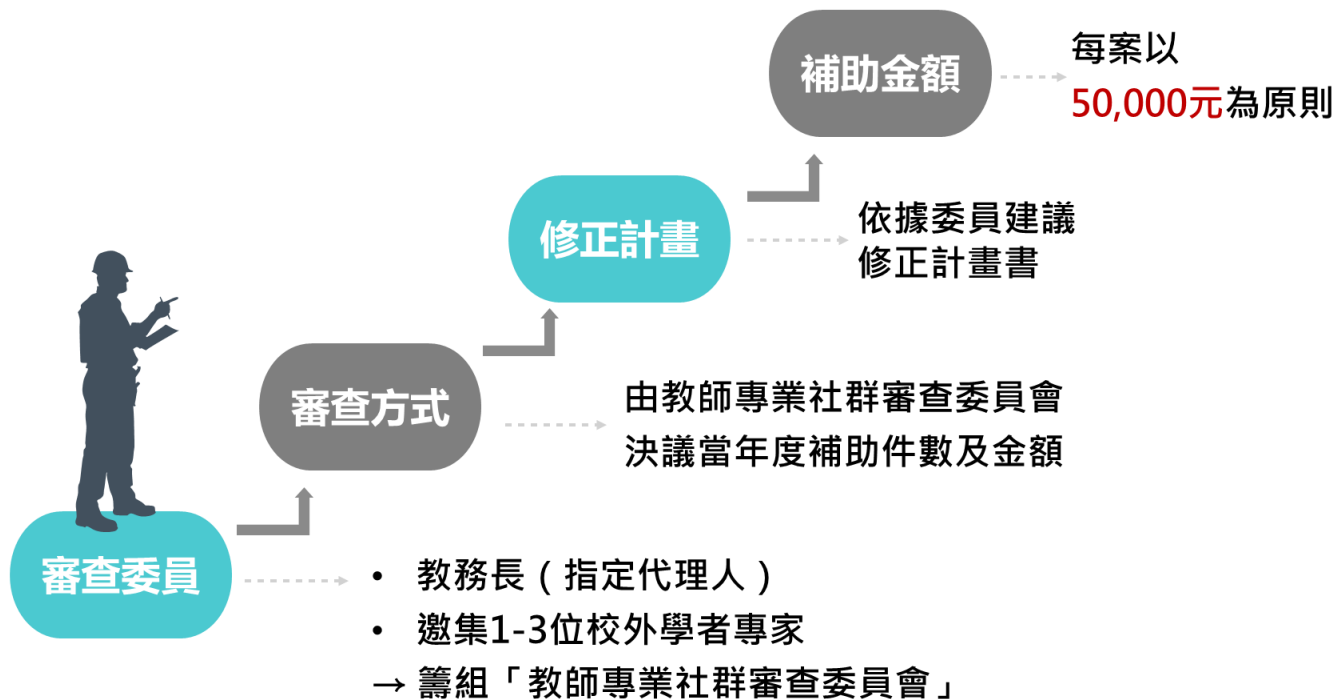 補助金額
每案以
50,000元為原則
修正計畫
依據委員建議
修正計畫書
審查方式
由教師專業社群審查委員會
決議當年度補助件數及金額
審查委員
• 教務長（指定代理人）
• 邀集1-3位校外學者專家
→ 籌組「教師專業社群審查委員會」